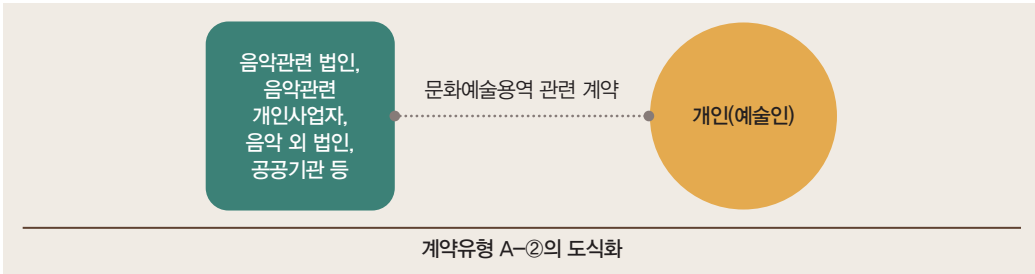 음악관련 법인,
음악관련
개인사업자,
음악 외 법인,
공공기관 등
문화예술용역 관련 계약
개인(예술인)
계약유형 A-②의 도식화